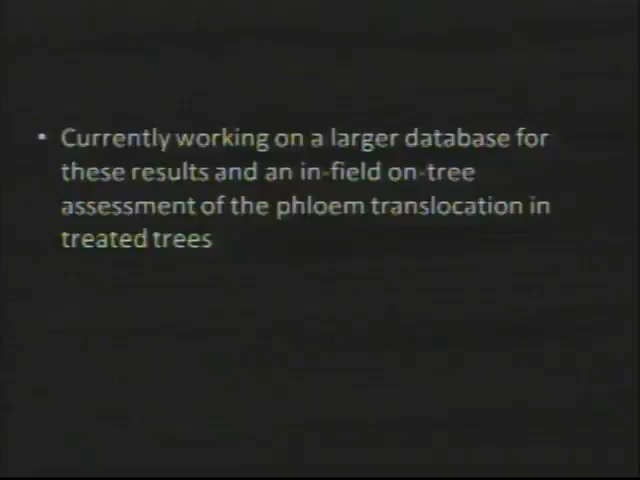 • Currently working on a larger database for
these results and an in-field on-tree
assessment of the phloem translocation in
treated trees